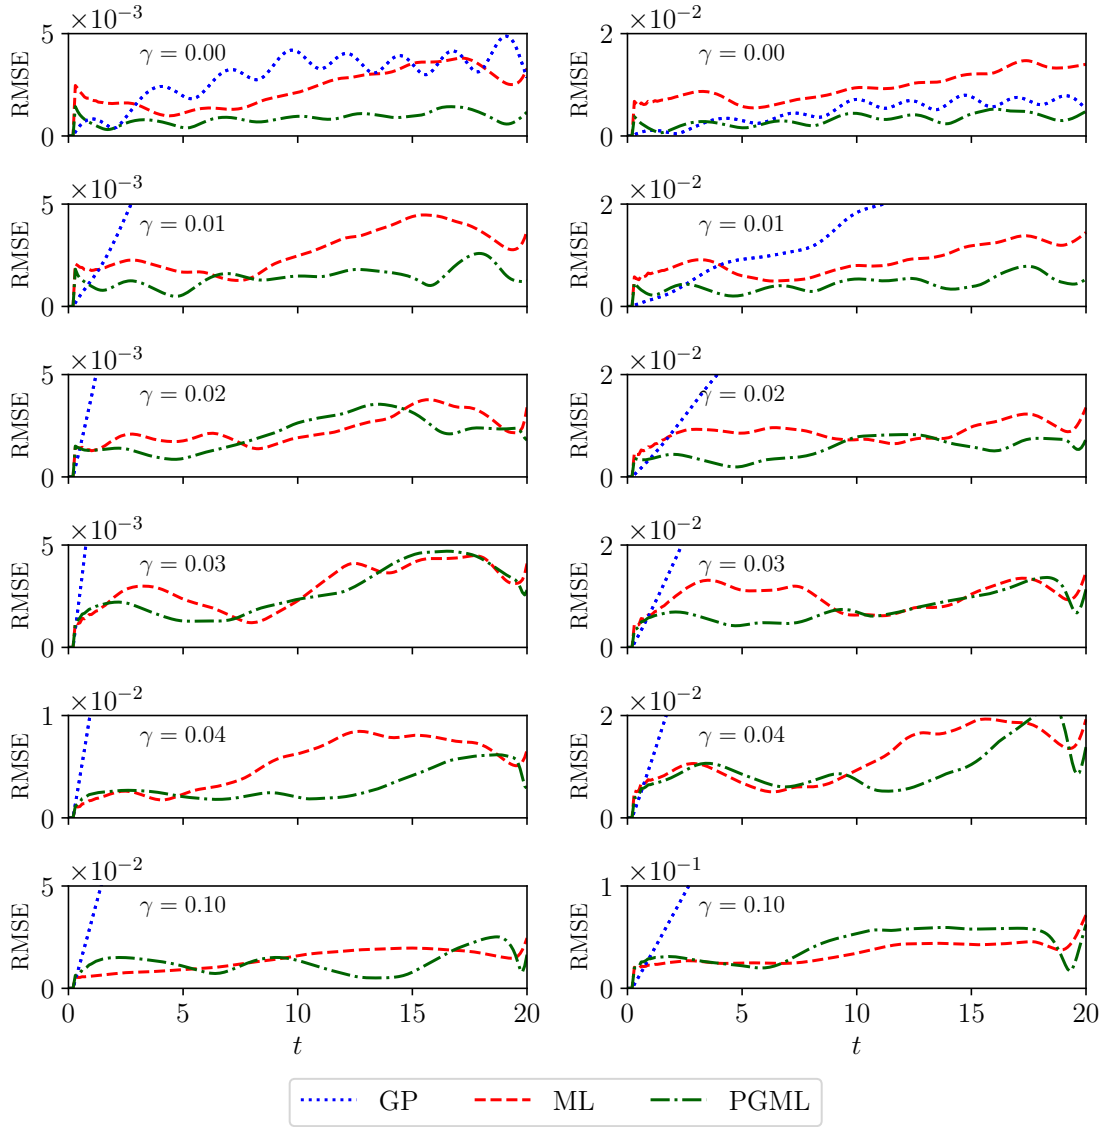 ×10⁻³ ×10⁻²
RMSE 5 0 γ = 0.00 RMSE 2 0 γ = 0.00
×10⁻³ ×10⁻²
RMSE 5 0 γ = 0.01 RMSE 2 0 γ = 0.01
×10⁻³ ×10⁻²
RMSE 5 0 γ = 0.02 RMSE 2 0 γ = 0.02
×10⁻³ ×10⁻²
RMSE 5 0 γ = 0.03 RMSE 2 0 γ = 0.03
×10⁻² ×10⁻²
RMSE 1 0 γ = 0.04 RMSE 2 0 γ = 0.04
×10⁻² ×10⁻¹
RMSE 5 0 γ = 0.10 RMSE 1 0 γ = 0.10
0 5 10 15 20 0 5 10 15 20
t t
GP ML PGML